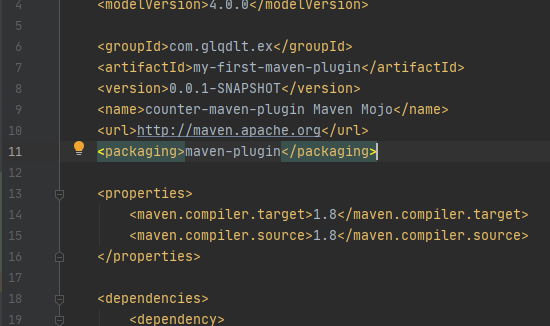 4 <modelVersion>4.0.0</modelVersion>
5
6 <groupId>com.glqdlt.ex</groupId>
7 <artifactId>my-first-maven-plugin</artifactId>
8 <version>0.0.1-SNAPSHOT</version>
9 <name>counter-maven-plugin Maven Mojo</name>
10 <url>http://maven.apache.org</url>
11 <packaging>maven-plugin</packaging>
12
13 <properties>
14 <maven.compiler.target>1.8</maven.compiler.target>
15 <maven.compiler.source>1.8</maven.compiler.source>
16 </properties>
17
18 <dependencies>
19 <dependency>